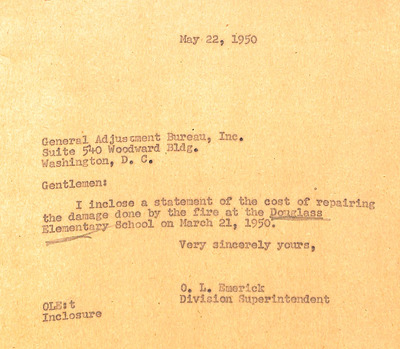 May 22, 1950
General Adjustment Bureau, Inc.
Suite 540 Woodward Bldg.
Washington, D. C.
Gentlemen:
I inclose a statement of the cost of repairing
the damage done by the fire at the Douglass
Elementary School on March 21, 1950.
Very sincerely yours,
O. L. Emerick
Division Superintendent
OLE:t
Inclosure